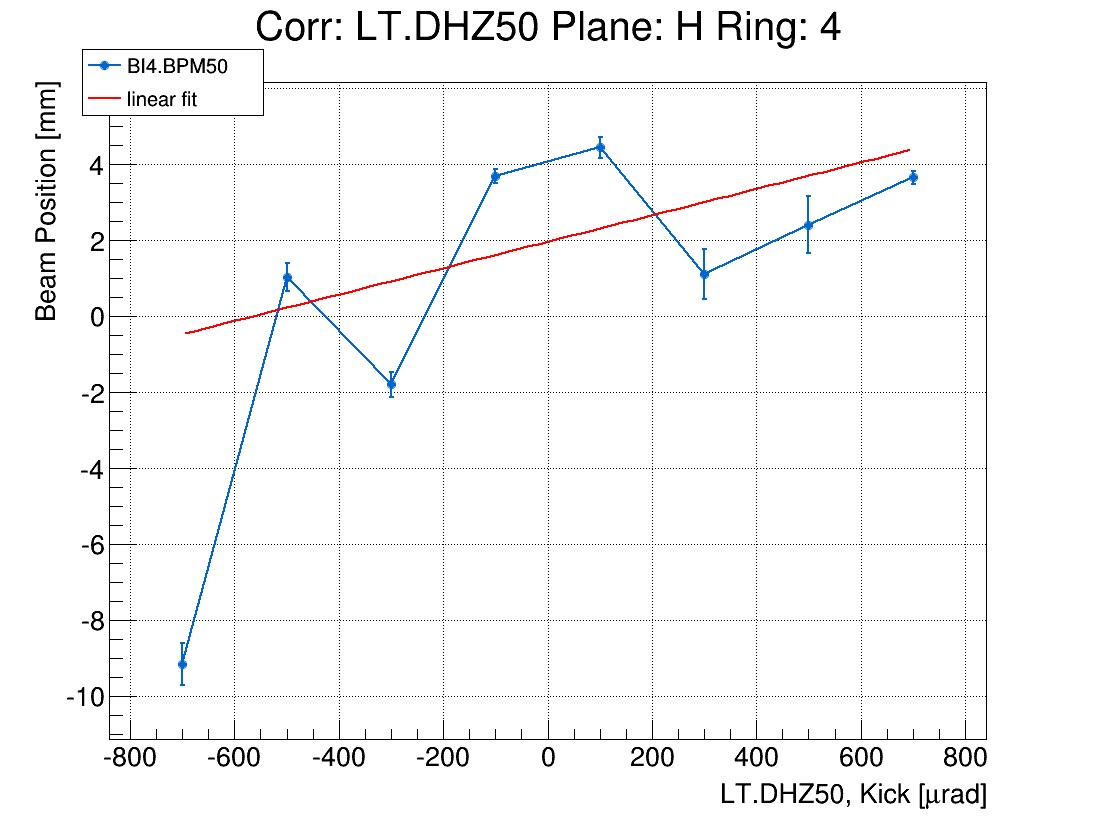 Corr: LT.DHZ50 Plane: H Ring: 4
BI4.BPM50
linear fit
Beam Position [mm]
4
2
0
-2
-4
-6
-8
-10
-800 -600 -400 -200 0 200 400 600 800
LT.DHZ50, Kick [μrad]